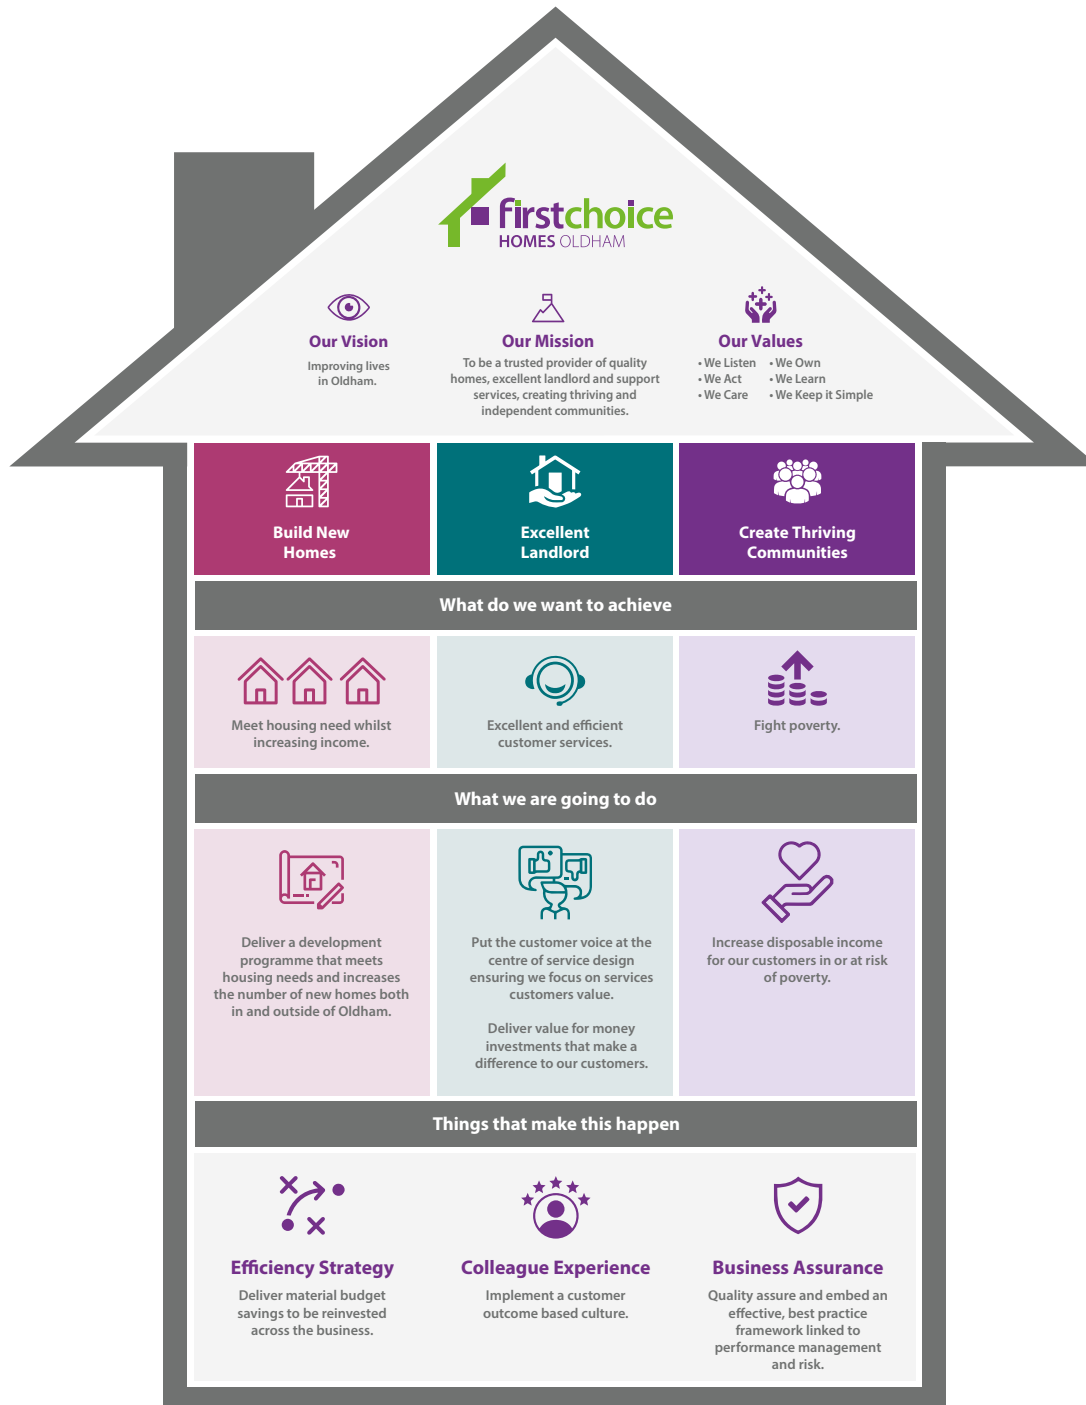 firstchoice
HOMES OLDHAM
Our Vision
Improving lives
in Oldham.
Our Mission
To be a trusted provider of quality
homes, excellent landlord and support
services, creating thriving and
independent communities.
Our Values
• We Listen
• We Act
• We Care
• We Own
• We Learn
• We Keep it Simple
Build New
Homes
Excellent
Landlord
Create Thriving
Communities
What do we want to achieve
Meet housing need whilst
increasing income.
Excellent and efficient
customer services.
Fight poverty.
What we are going to do
Deliver a development
programme that meets
housing needs and increases
the number of new homes both
in and outside of Oldham.
Put the customer voice at the
centre of service design
ensuring we focus on services
customers value.
Deliver value for money
investments that make a
difference to our customers.
Increase disposable income
for our customers in or at risk
of poverty.
Things that make this happen
Efficiency Strategy
Deliver material budget
savings to be reinvested
across the business.
Colleague Experience
Implement a customer
outcome based culture.
Business Assurance
Quality assure and embed an
effective, best practice
framework linked to
performance management
and risk.